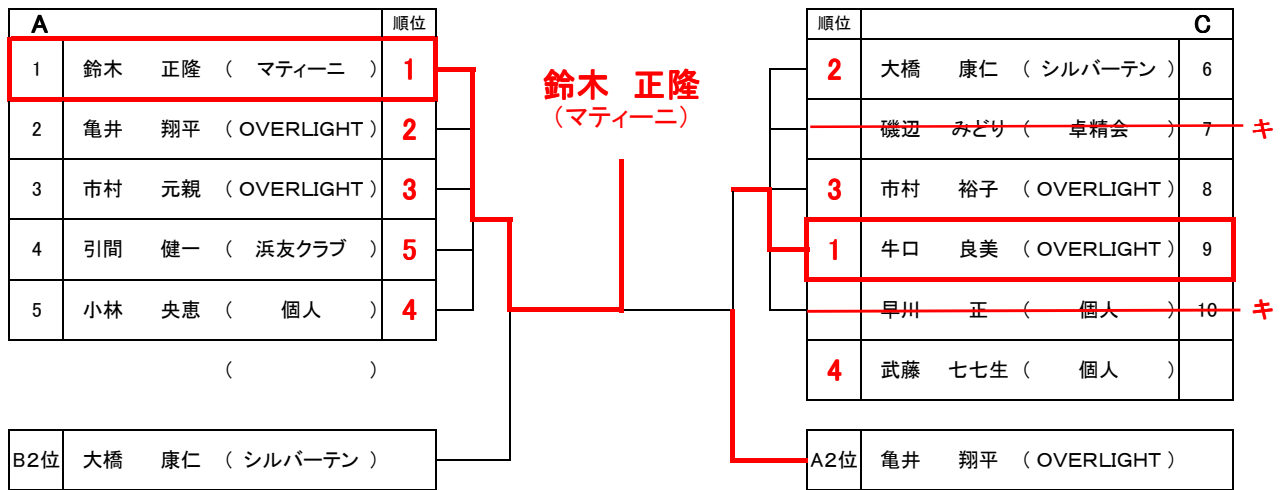 A 順位
1 鈴木 正隆 ( マティーニ ) 1
2 亀井 翔平 ( OVERLIGHT ) 2
3 市村 元親 ( OVERLIGHT ) 3
4 引間 健一 ( 浜友クラブ ) 5
5 小林 央恵 ( 個人 ) 4
( )
B2位 大橋 康仁 ( シルバーテン )
鈴木 正隆
(マティーニ)
順位 C
2 大橋 康仁 ( シルバーテン ) 6
磯辺 みどり ( 卓精会 ) 7 キ
3 市村 裕子 ( OVERLIGHT ) 8
1 牛口 良美 ( OVERLIGHT ) 9
早川 正 ( 個人 ) 10 キ
4 武藤 七七生 ( 個人 )
A2位 亀井 翔平 ( OVERLIGHT )